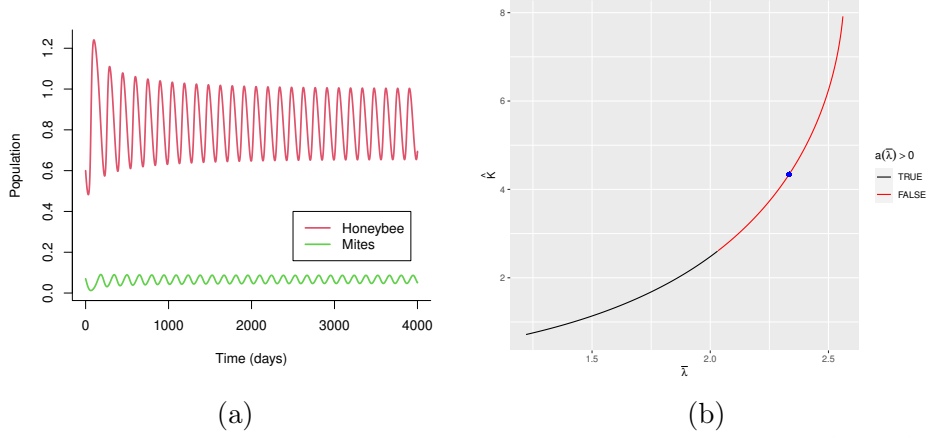 Population
0.0
0.2
0.4
0.6
0.8
1.0
1.2
Honeybee
Mites
0
1000
2000
3000
4000
Time (days)
(a)
K̂
8
6
4
2
1.5
2.0
2.5
λ̅
a(λ̅) > 0
TRUE
FALSE
(b)